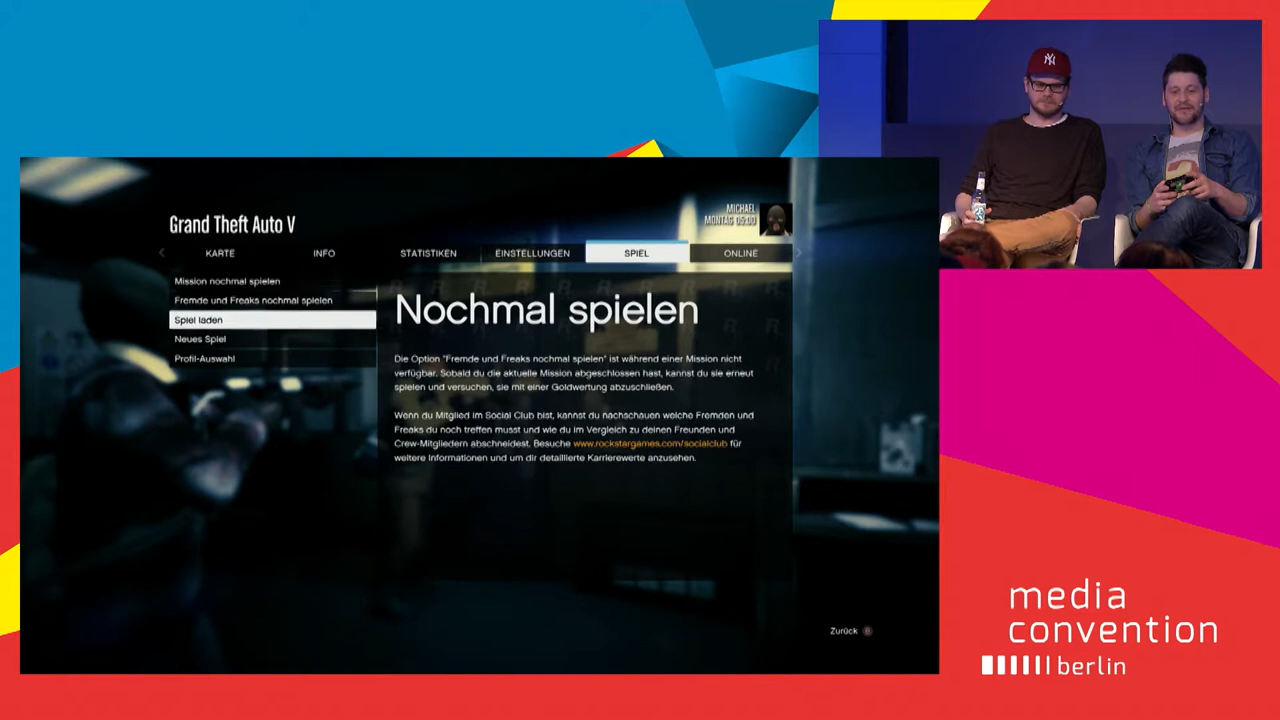 NY
Grand Theft Auto V
MICHAEL
MONTAG 05:00
KARTE INFO STATISTIKEN EINSTELLUNGEN SPIEL ONLINE
Mission nochmal spielen
Fremde und Freaks nochmal spielen
Spiel laden
Neues Spiel
Profil-Auswahl
Nochmal spielen
Die Option "Fremde und Freaks nochmal spielen" ist während einer Mission nicht
verfügbar. Sobald du die aktuelle Mission abgeschlossen hast, kannst du sie erneut
spielen und versuchen, sie mit einer Goldwertung abzuschließen.
Wenn du Mitglied im Social Club bist, kannst du nachschauen welche Fremden und
Freaks du noch treffen musst und wie du im Vergleich zu deinen Freunden und
Crew-Mitgliedern abschneidest. Besuche www.rockstargames.com/socialclub für
weitere Informationen und um dir detaillierte Karrierewerte anzusehen.
Zurück B
media
convention
berlin